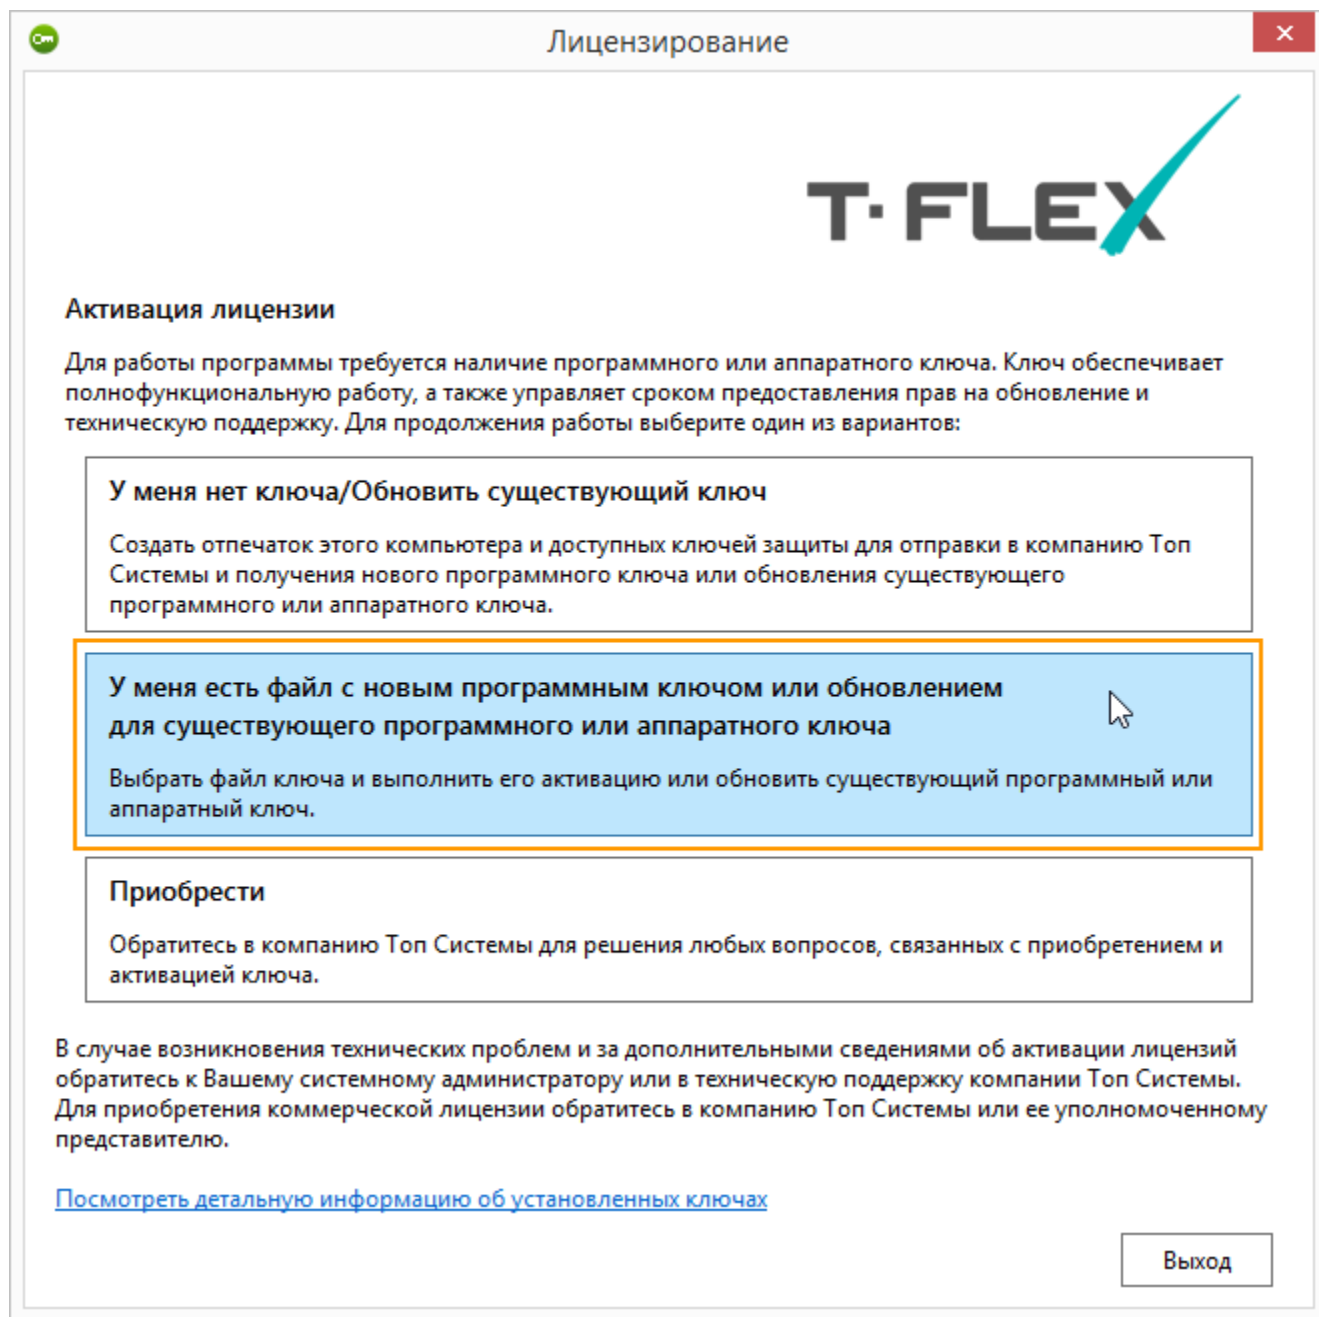 Лицензирование
T·FLEX
Активация лицензии
Для работы программы требуется наличие программного или аппаратного ключа. Ключ обеспечивает
полнофункциональную работу, а также управляет сроком предоставления прав на обновление и
техническую поддержку. Для продолжения работы выберите один из вариантов:
У меня нет ключа/Обновить существующий ключ
Создать отпечаток этого компьютера и доступных ключей защиты для отправки в компанию Топ
Системы и получения нового программного ключа или обновления существующего
программного или аппаратного ключа.
У меня есть файл с новым программным ключом или обновлением
для существующего программного или аппаратного ключа
Выбрать файл ключа и выполнить его активацию или обновить существующий программный или
аппаратный ключ.
Приобрести
Обратитесь в компанию Топ Системы для решения любых вопросов, связанных с приобретением и
активацией ключа.
В случае возникновения технических проблем и за дополнительными сведениями об активации лицензий
обратитесь к Вашему системному администратору или в техническую поддержку компании Топ Системы.
Для приобретения коммерческой лицензии обратитесь в компанию Топ Системы или ее уполномоченному
представителю.
Посмотреть детальную информацию об установленных ключах
Выход